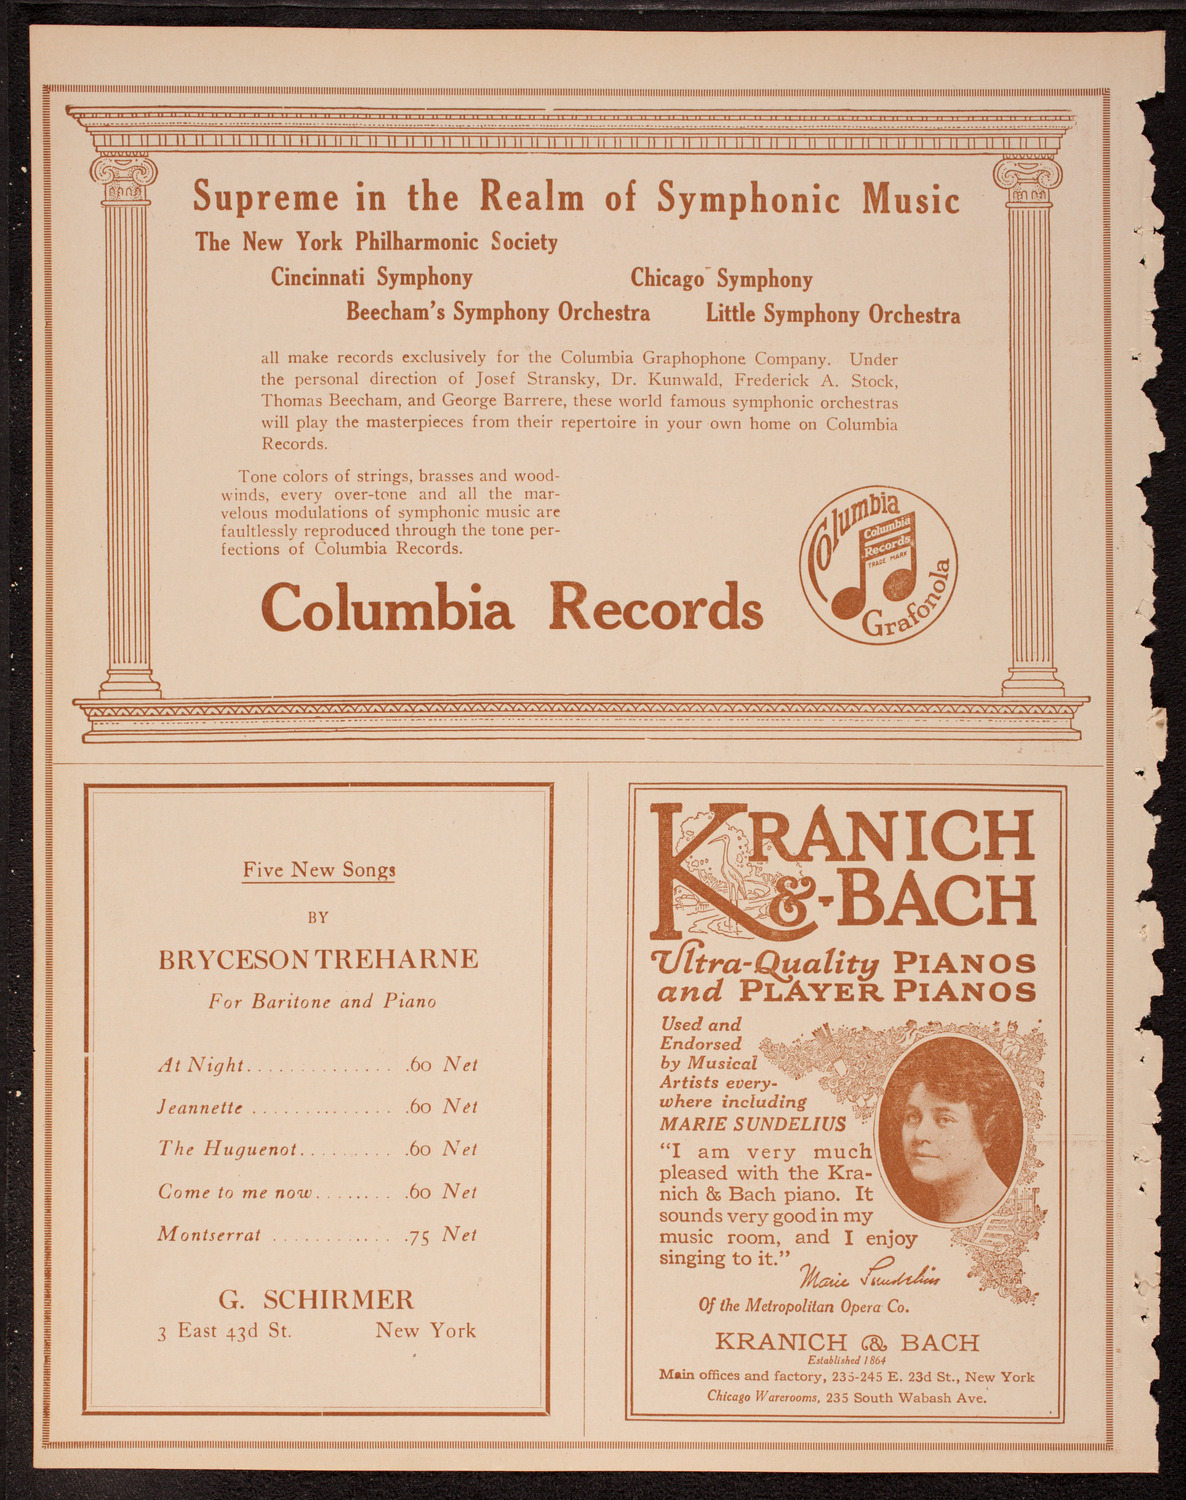 Supreme in the Realm of Symphonic Music
The New York Philharmonic Society
Cincinnati Symphony Chicago Symphony
Beecham's Symphony Orchestra Little Symphony Orchestra
all make records exclusively for the Columbia Graphophone Company. Under
the personal direction of Josef Stransky, Dr. Kunwald, Frederick A. Stock,
Thomas Beecham, and George Barrere, these world famous symphonic orchestras
will play the masterpieces from their repertoire in your own home on Columbia
Records.
Tone colors of strings, brasses and wood-
winds, every over-tone and all the mar-
velous modulations of symphonic music are
faultlessly reproduced through the tone per-
fections of Columbia Records.
Columbia Records
Columbia
Columbia
Records
TRADE MARK
Grafonola
Five New Songs
BY
BRYCESON TREHARNE
For Baritone and Piano
At Night. . . . . . . . . . . . . . .60 Net
Jeannette . . . . . . . . . . . . . . .60 Net
The Huguenot. . . . . . . . . . .60 Net
Come to me now. . . . . . . . .60 Net
Montserrat . . . . . . . . . . . . .75 Net
G. SCHIRMER
3 East 43d St. New York
KRANICH
&-BACH
Ultra-Quality PIANOS
and PLAYER PIANOS
Used and
Endorsed
by Musical
Artists every-
where including
MARIE SUNDELIUS
"I am very much
pleased with the Kra-
nich & Bach piano. It
sounds very good in my
music room, and I enjoy
singing to it."
Marie Sundelius
Of the Metropolitan Opera Co.
KRANICH & BACH
Established 1864
Main offices and factory, 235-245 E. 23d St., New York
Chicago Warerooms, 235 South Wabash Ave.